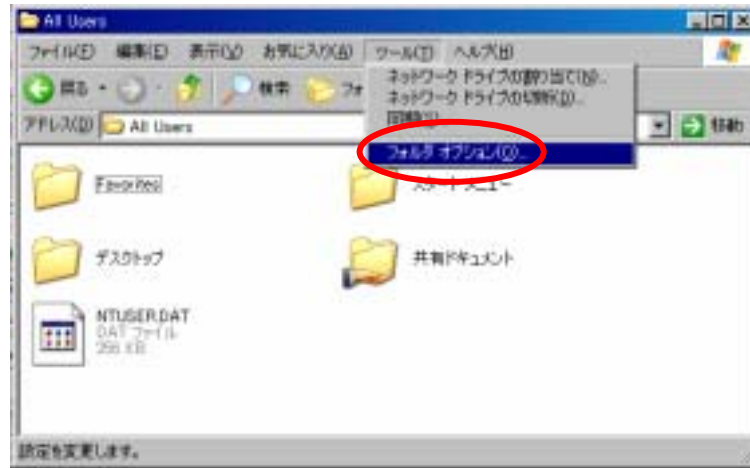 All Users
ファイル(F) 編集(E) 表示(V) お気に入り(A) ツール(T) ヘルプ(H)
戻る 検索 フォ
ネットワーク ドライブの割り当て(N)...
ネットワーク ドライブの切断(D)...
同期(S)...
フォルダ オプション(O)...
アドレス(D) All Users 移動
Favorites スタート メニュー
デスクトップ 共有ドキュメント
NTUSER.DAT
DAT ファイル
256 KB
設定を変更します。